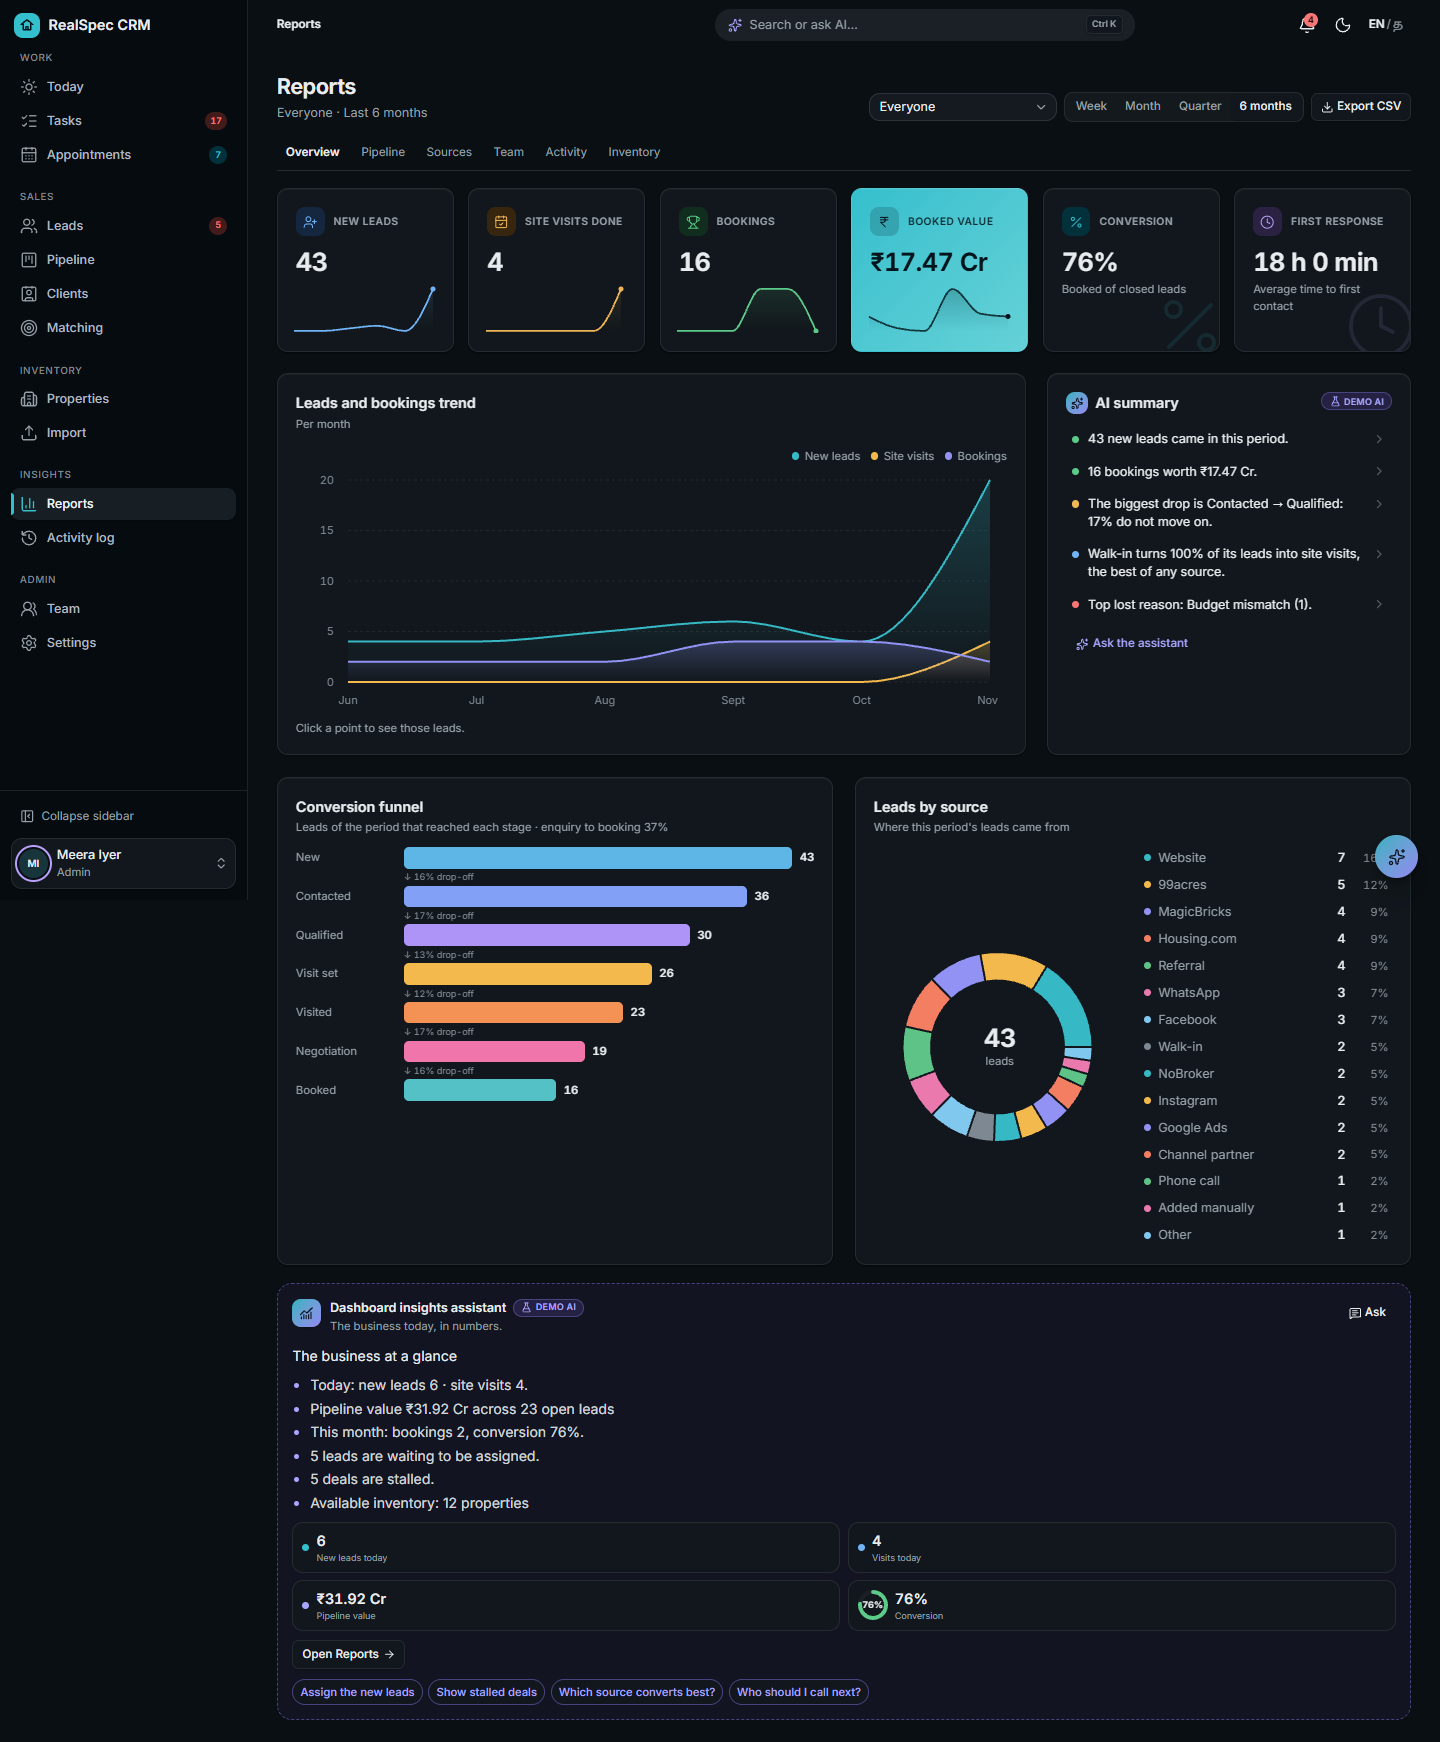 RealSpec CRM
WORK
Today
Tasks
17
Appointments
7
SALES
Leads
5
Pipeline
Clients
Matching
INVENTORY
Properties
Import
INSIGHTS
Reports
Activity log
ADMIN
Team
Settings
Collapse sidebar
MI
Meera Iyer
Admin
Reports
Search or ask AI...
Ctrl K
4
EN / த
Reports
Everyone · Last 6 months
Everyone
Week
Month
Quarter
6 months
Export CSV
Overview
Pipeline
Sources
Team
Activity
Inventory
NEW LEADS
43
SITE VISITS DONE
4
BOOKINGS
16
₹
BOOKED VALUE
₹17.47 Cr
CONVERSION
76%
Booked of closed leads
FIRST RESPONSE
18 h 0 min
Average time to first
contact
Leads and bookings trend
Per month
New leads
Site visits
Bookings
20
15
10
5
0
Jun
Jul
Aug
Sept
Oct
Nov
Click a point to see those leads.
AI summary
DEMO AI
43 new leads came in this period.
16 bookings worth ₹17.47 Cr.
The biggest drop is Contacted → Qualified:
17% do not move on.
Walk-in turns 100% of its leads into site visits,
the best of any source.
Top lost reason: Budget mismatch (1).
Ask the assistant
Conversion funnel
Leads of the period that reached each stage · enquiry to booking 37%
New
43
↓ 16% drop-off
Contacted
36
↓ 17% drop-off
Qualified
30
↓ 13% drop-off
Visit set
26
↓ 12% drop-off
Visited
23
↓ 17% drop-off
Negotiation
19
↓ 16% drop-off
Booked
16
Leads by source
Where this period's leads came from
43
leads
Website 7
99acres 5 12%
MagicBricks 4 9%
Housing.com 4 9%
Referral 4 9%
WhatsApp 3 7%
Facebook 3 7%
Walk-in 2 5%
NoBroker 2 5%
Instagram 2 5%
Google Ads 2 5%
Channel partner 2 5%
Phone call 1 2%
Added manually 1 2%
Other 1 2%
Dashboard insights assistant
DEMO AI
The business today, in numbers.
Ask
The business at a glance
Today: new leads 6 · site visits 4.
Pipeline value ₹31.92 Cr across 23 open leads
This month: bookings 2, conversion 76%.
5 leads are waiting to be assigned.
5 deals are stalled.
Available inventory: 12 properties
6
New leads today
4
Visits today
₹31.92 Cr
Pipeline value
76%
76%
Conversion
Open Reports →
Assign the new leads
Show stalled deals
Which source converts best?
Who should I call next?